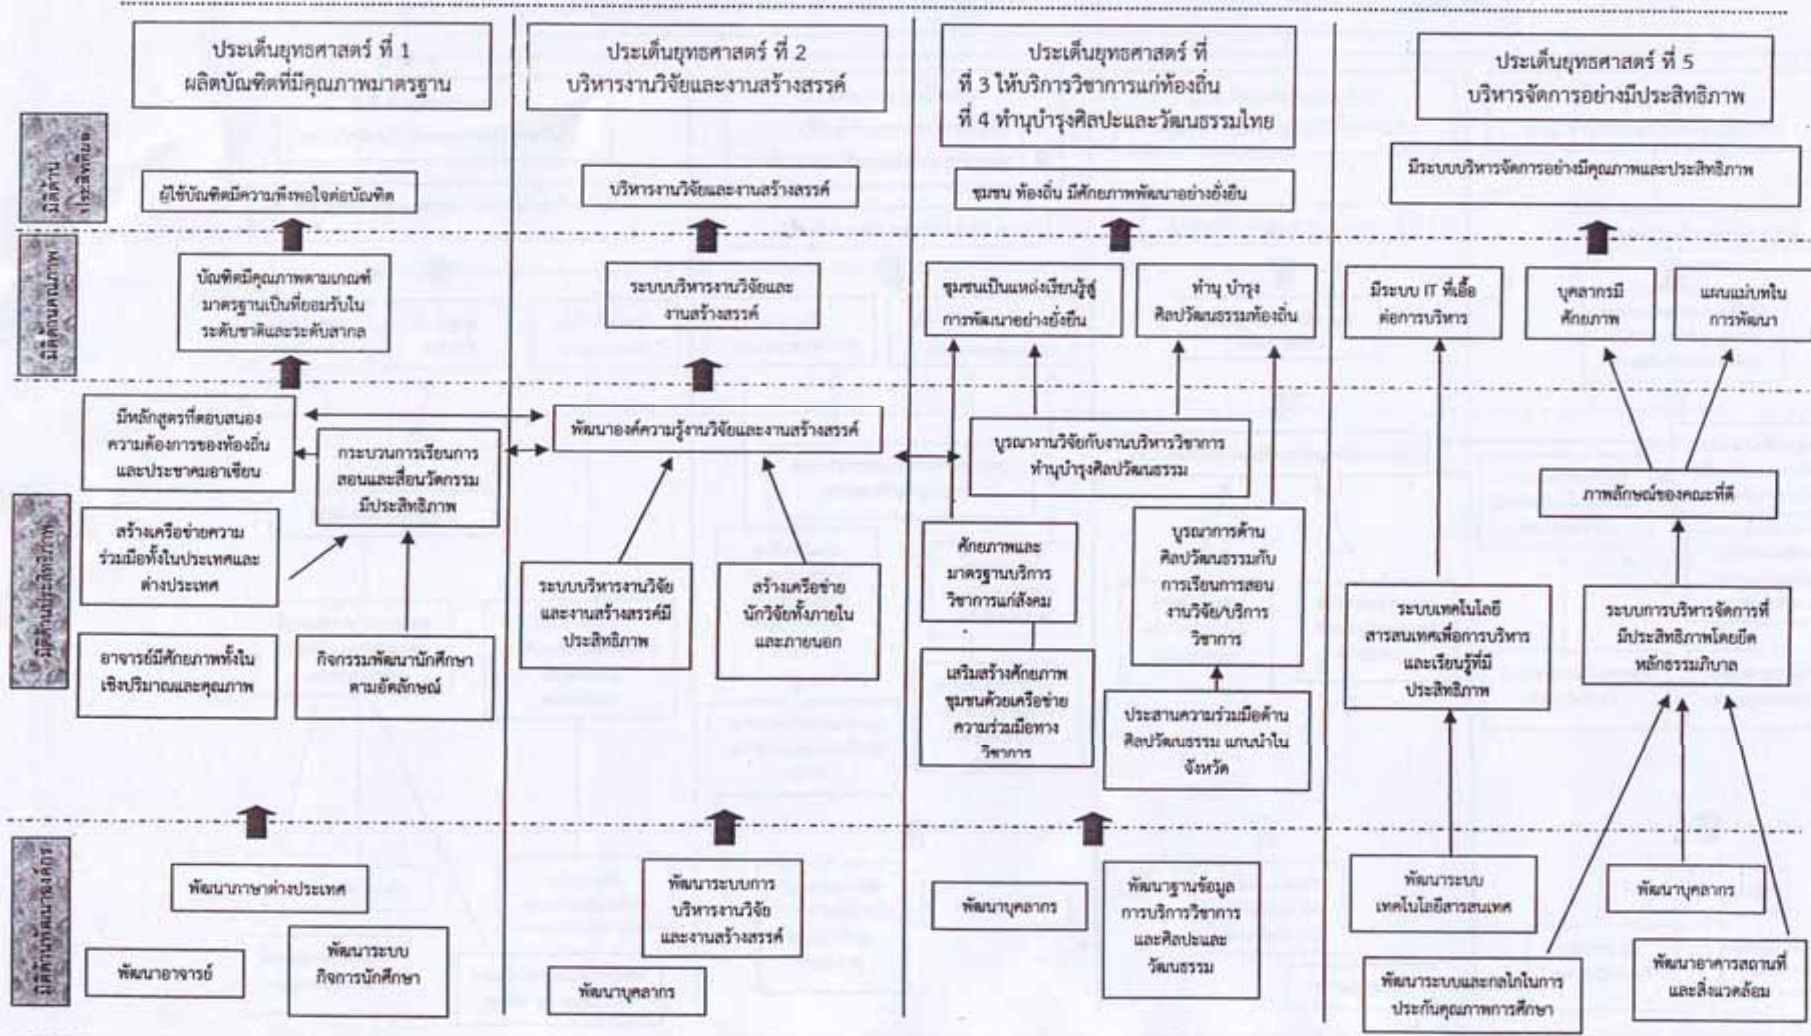 ประเด็นยุทธศาสตร์ ที่ 1
ผลิตบัณฑิตที่มีคุณภาพมาตรฐาน
ประเด็นยุทธศาสตร์ ที่ 2
บริหารงานวิจัยและงานสร้างสรรค์
ประเด็นยุทธศาสตร์ ที่
ที่ 3 ให้บริการวิชาการแก่ท้องถิ่น
ที่ 4 ทำนุบำรุงศิลปะและวัฒนธรรมไทย
ประเด็นยุทธศาสตร์ ที่ 5
บริหารจัดการอย่างมีประสิทธิภาพ
มิติด้าน
ประสิทธิผล
ผู้ใช้บัณฑิตมีความพึงพอใจต่อบัณฑิต
บริหารงานวิจัยและงานสร้างสรรค์
ชุมชน ท้องถิ่น มีศักยภาพพัฒนาอย่างยั่งยืน
มีระบบบริหารจัดการอย่างมีคุณภาพและประสิทธิภาพ
มิติด้านคุณภาพ
บัณฑิตมีคุณภาพตามเกณฑ์
มาตรฐานเป็นที่ยอมรับใน
ระดับชาติและระดับสากล
ระบบบริหารงานวิจัยและ
งานสร้างสรรค์
ชุมชนเป็นแหล่งเรียนรู้สู่
การพัฒนาอย่างยั่งยืน
ทำนุ บำรุง
ศิลปวัฒนธรรมท้องถิ่น
มีระบบ IT ที่เอื้อ
ต่อการบริหาร
บุคลากรมี
ศักยภาพ
แผนแม่บทใน
การพัฒนา
มิติด้านประสิทธิภาพ
มีหลักสูตรที่ตอบสนอง
ความต้องการของท้องถิ่น
และประชาคมอาเซียน
กระบวนการเรียนการ
สอนและสื่อนวัตกรรม
มีประสิทธิภาพ
สร้างเครือข่ายความ
ร่วมมือทั้งในประเทศและ
ต่างประเทศ
อาจารย์มีศักยภาพทั้งใน
เชิงปริมาณและคุณภาพ
กิจกรรมพัฒนานักศึกษา
ตามอัตลักษณ์
พัฒนาองค์ความรู้งานวิจัยและงานสร้างสรรค์
ระบบบริหารงานวิจัย
และงานสร้างสรรค์มี
ประสิทธิภาพ
สร้างเครือข่าย
นักวิจัยทั้งภายใน
และภายนอก
บูรณางานวิจัยกับงานบริหารวิชาการ
ทำนุบำรุงศิลปวัฒนธรรม
ศักยภาพและ
มาตรฐานบริการ
วิชาการแก่สังคม
เสริมสร้างศักยภาพ
ชุมชนด้วยเครือข่าย
ความร่วมมือทาง
วิชาการ
บูรณาการด้าน
ศิลปวัฒนธรรมกับ
การเรียนการสอน
งานวิจัย/บริการ
วิชาการ
ประสานความร่วมมือด้าน
ศิลปวัฒนธรรม แกนนำใน
จังหวัด
ภาพลักษณ์ของคณะที่ดี
ระบบเทคโนโลยี
สารสนเทศเพื่อการบริหาร
และเรียนรู้ที่มี
ประสิทธิภาพ
ระบบการบริหารจัดการที่
มีประสิทธิภาพโดยยึด
หลักธรรมภิบาล
มิติด้านพัฒนาองค์กร
พัฒนาภาษาต่างประเทศ
พัฒนาอาจารย์
พัฒนาระบบ
กิจการนักศึกษา
พัฒนาระบบการ
บริหารงานวิจัย
และงานสร้างสรรค์
พัฒนาบุคลากร
พัฒนาบุคลากร
พัฒนาฐานข้อมูล
การบริการวิชาการ
และศิลปะและ
วัฒนธรรม
พัฒนาระบบ
เทคโนโลยีสารสนเทศ
พัฒนาบุคลากร
พัฒนาระบบและกลไกในการ
ประกันคุณภาพการศึกษา
พัฒนาอาคารสถานที่
และสิ่งแวดล้อม